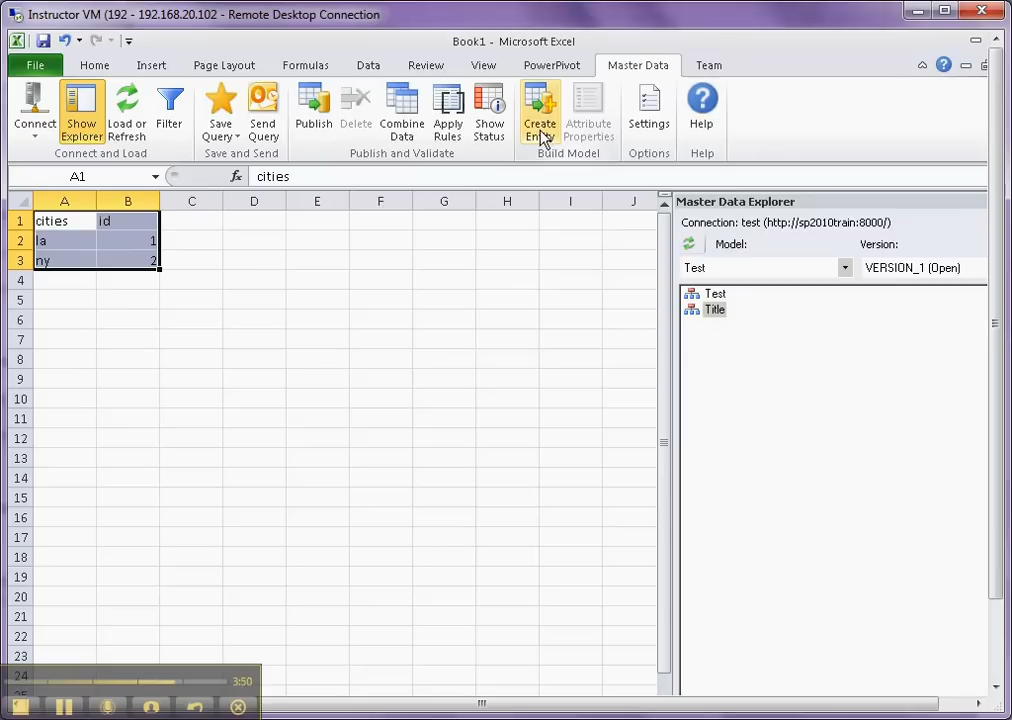 Instructor VM (192 - 192.168.20.102 - Remote Desktop Connection
Book1 - Microsoft Excel
File Home Insert Page Layout Formulas Data Review View PowerPivot Master Data Team
Connect Show Explorer Load or Refresh Filter Save Query Send Query Publish Delete Combine Data Apply Rules Show Status Create Attribute Properties Settings Help
Connect and Load Save and Send Publish and Validate Build Model Options Help
A1 fx cities
A B C D E F G H I J
1 cities id
2 la 1
3 ny 2
4
5
6
7
8
9
10
11
12
13
14
15
16
17
18
19
20
21
22
23
24
Master Data Explorer
Connection: test (http://sp2010train:8000/)
Model: Version:
Test VERSION_1 (Open)
Test
Title
3:50